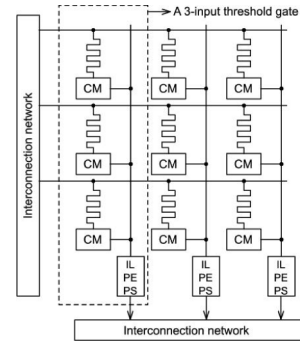 A 3-input threshold gate
Interconnection network
CM CM CM
CM CM CM
CM CM CM
IL IL IL
PE PE PE
PS PS PS
Interconnection network